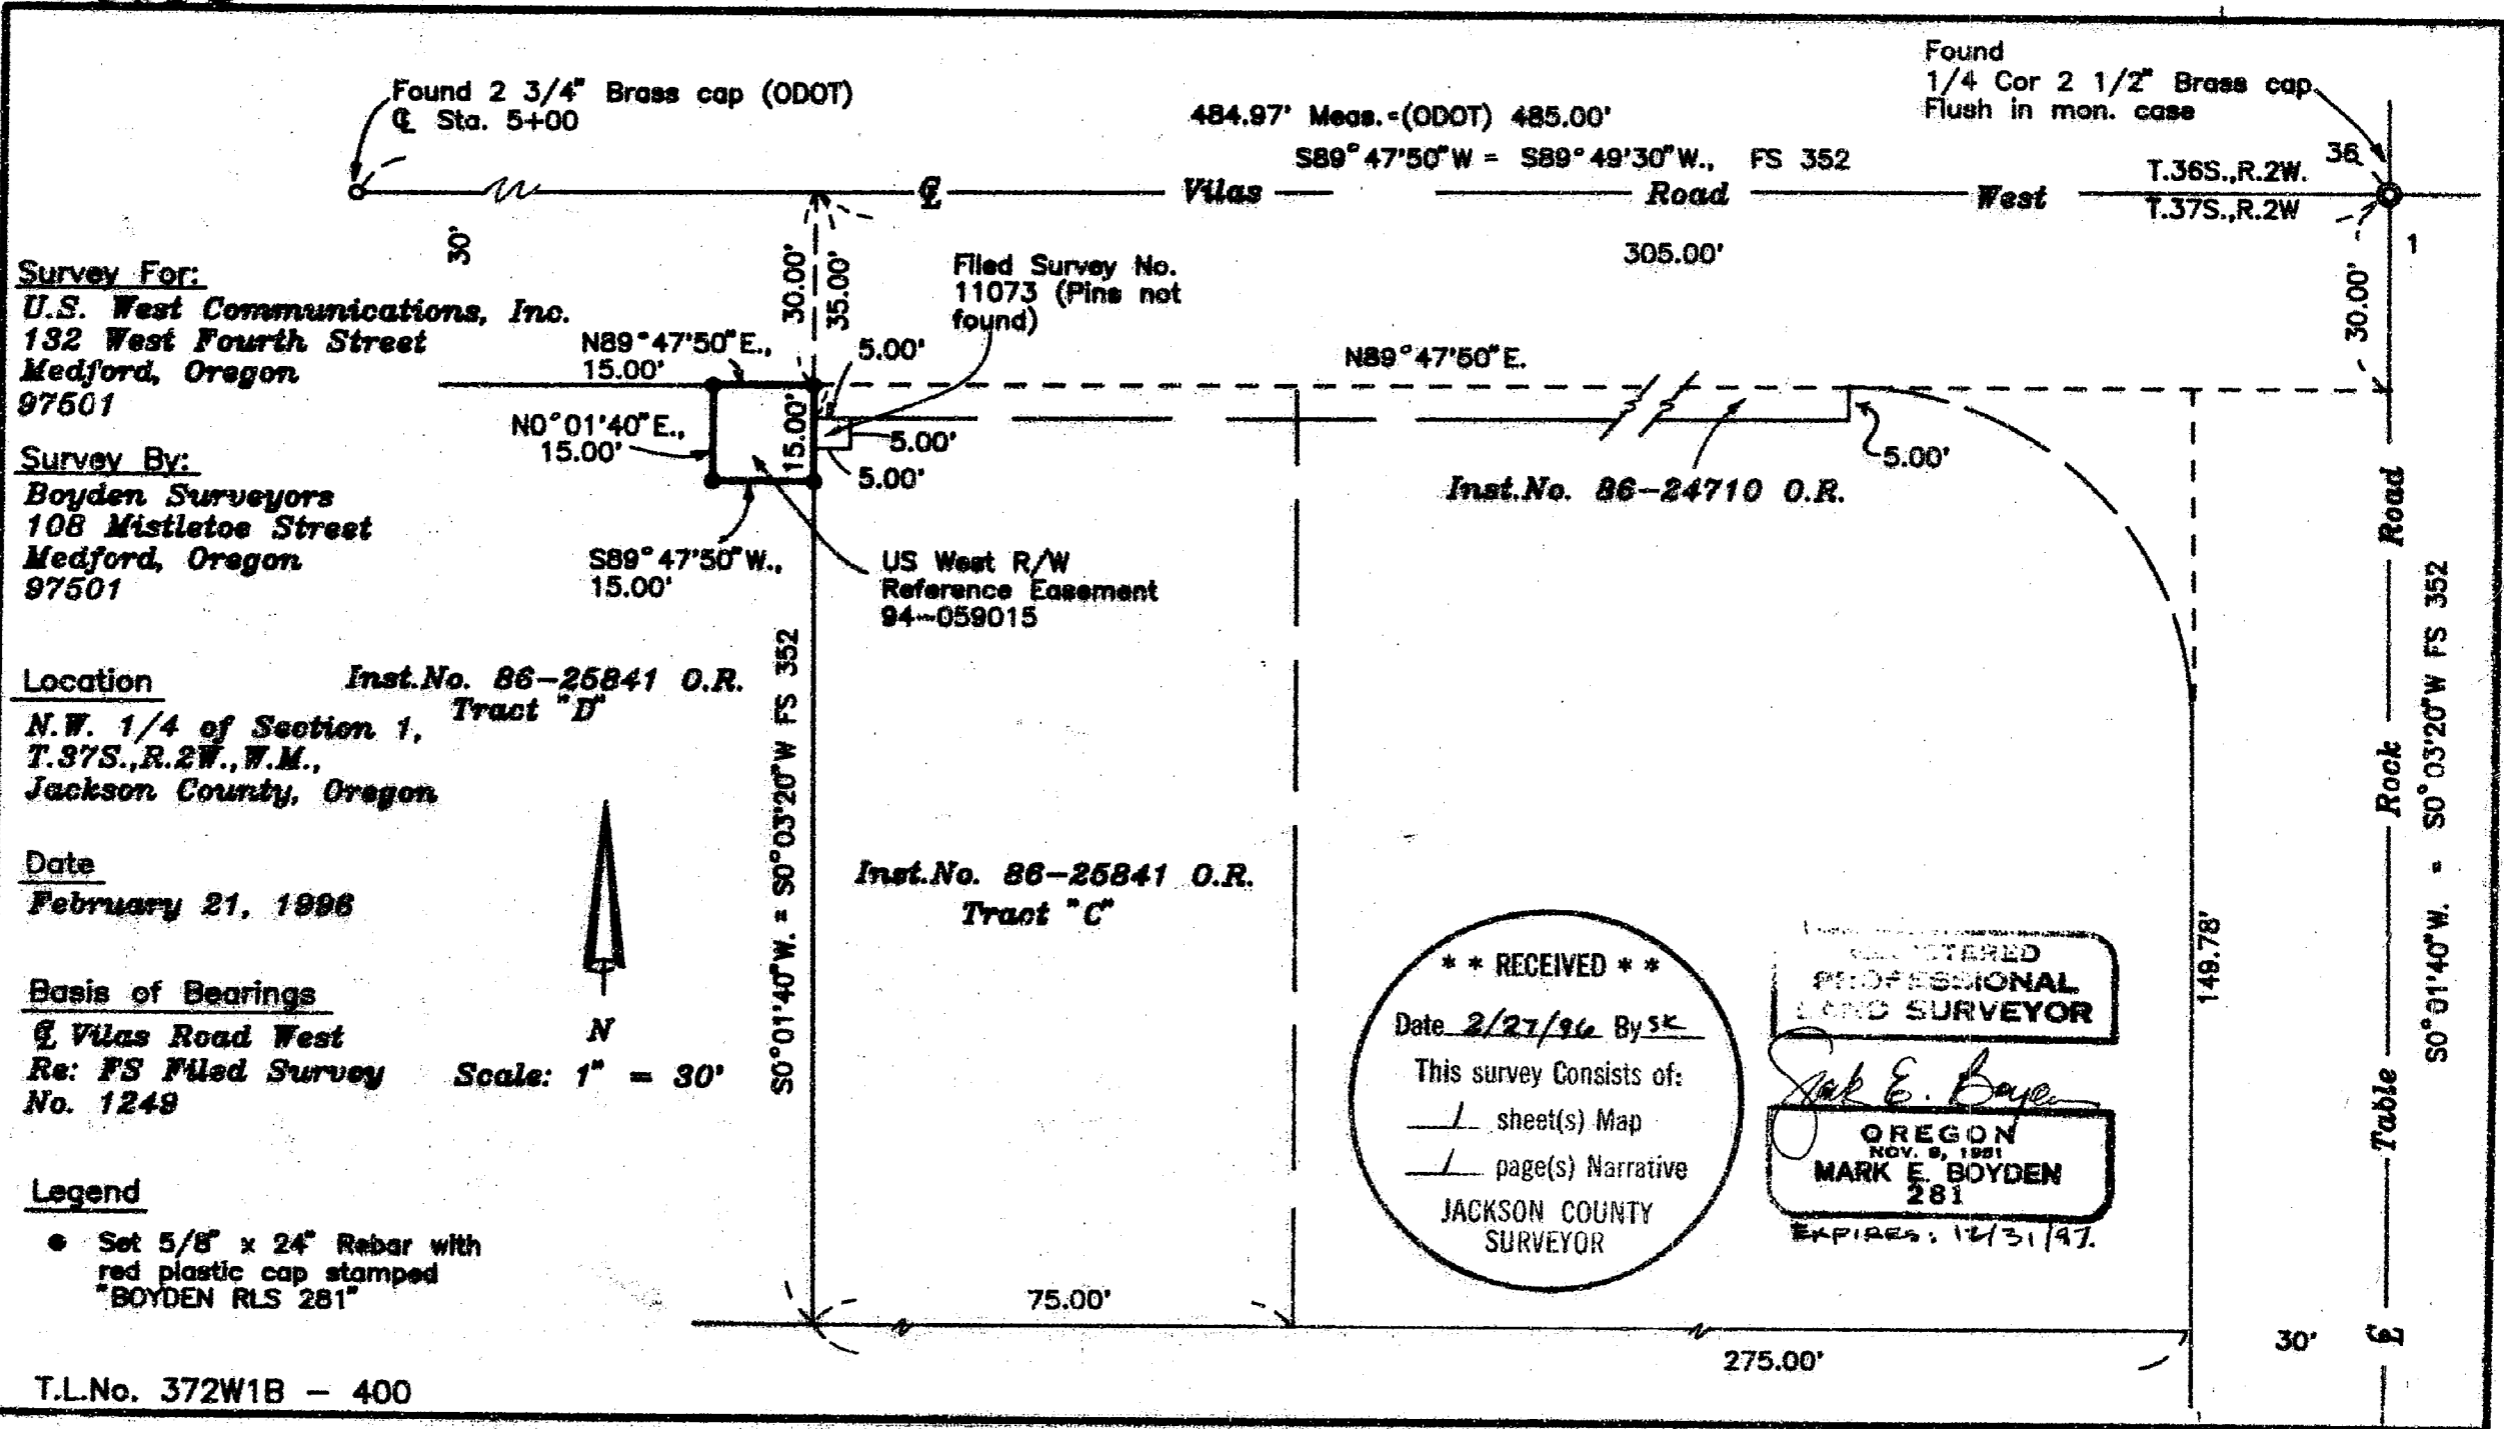 Found 2 3/4" Brass cap (ODOT)
℄ Sta. 5+00
484.97' Meas.=(ODOT) 485.00'
S89°47'50"W = S89°49'30"W., FS 352
Found
1/4 Cor 2 1/2" Brass cap
Flush in mon. case
36
T.36S.,R.2W.
℄ Vilas Road West
T.37S.,R.2W
1
30'
30.00'
35.00'
305.00'
30.00'
Survey For:
U.S. West Communications, Inc.
132 West Fourth Street
Medford, Oregon
97501
Filed Survey No.
11073 (Pins not
found)
N89°47'50"E.,
15.00'
5.00'
N89°47'50"E.
N0°01'40"E.,
15.00'
15.00'
5.00'
5.00'
5.00'
Inst.No. 86-24710 O.R.
Survey By:
Boyden Surveyors
108 Mistletoe Street
Medford, Oregon
97501
S89°47'50"W.,
15.00'
US West R/W
Reference Easement
94-059015
Location
N.W. 1/4 of Section 1,
T.37S.,R.2W.,W.M.,
Jackson County, Oregon
Inst.No. 86-25841 O.R.
Tract "D"
S0°01'40"W. = S0°03'20"W FS 352
Inst.No. 86-25841 O.R.
Tract "C"
Date
February 21, 1996
Basis of Bearings
℄ Vilas Road West
Re: FS Filed Survey
No. 1249
N
Scale: 1" = 30'
Legend
● Set 5/8" x 24" Rebar with
red plastic cap stamped
"BOYDEN RLS 281"
T.L.No. 372W1B - 400
* * RECEIVED * *
Date 2/27/96 By SK
This survey Consists of:
1 sheet(s) Map
1 page(s) Narrative
JACKSON COUNTY
SURVEYOR
REGISTERED
PROFESSIONAL
LAND SURVEYOR
Mark E. Boyden
OREGON
NOV. 1981
MARK E. BOYDEN
281
EXPIRES: 12/31/97.
149.78'
75.00'
275.00'
30'
℄ Table Rock Road
S0°01'40"W. = S0°03'20"W FS 352